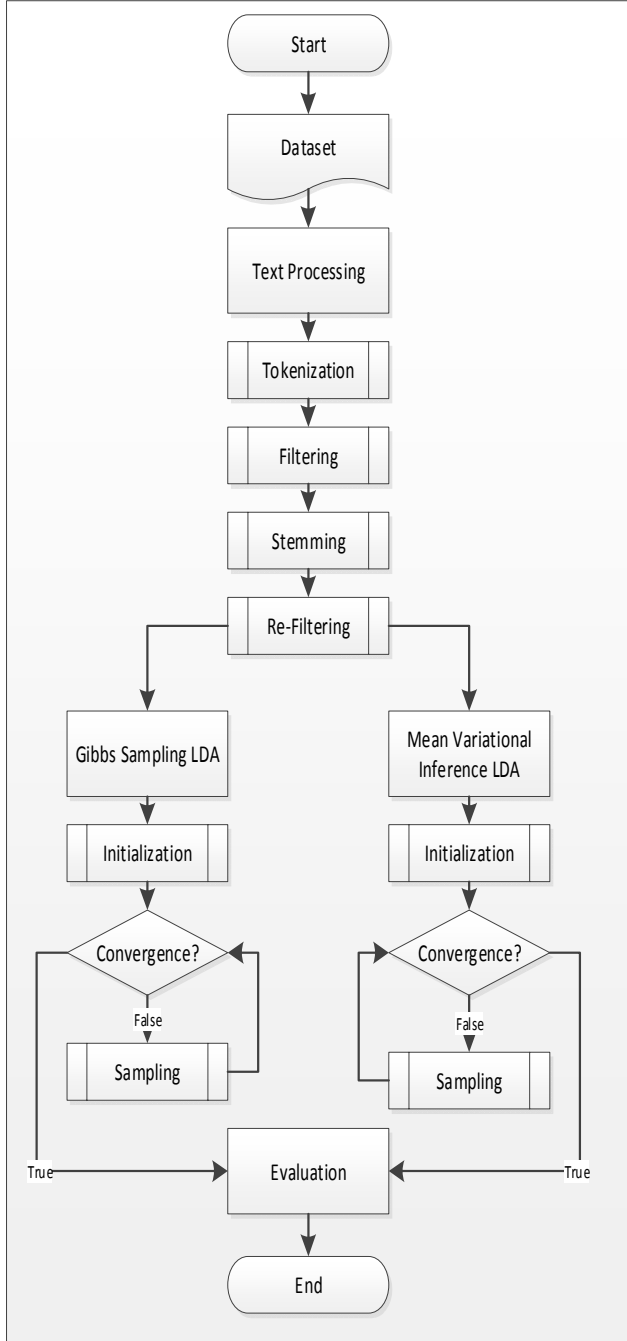 Start
Dataset
Text Processing
Tokenization
Filtering
Stemming
Re-Filtering
Gibbs Sampling LDA
Mean Variational
Inference LDA
Initialization
Initialization
Convergence?
Convergence?
False
False
Sampling
Sampling
True
Evaluation
True
End